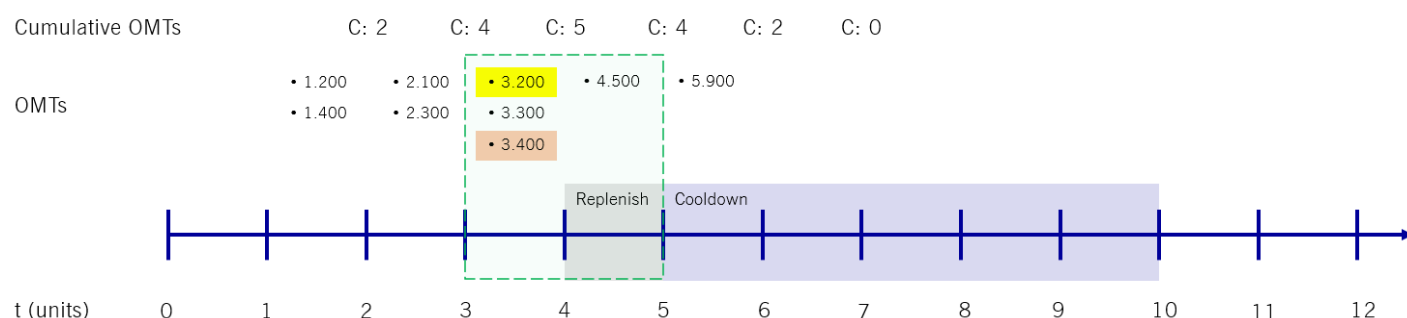 Cumulative OMTs C: 2 C: 4 C: 5 C: 4 C: 2 C: 0
• 1.200 • 2.100 • 3.200 • 4.500 • 5.900
OMTs
• 1.400 • 2.300 • 3.300
• 3.400
Replenish Cooldown
t (units) 0 1 2 3 4 5 6 7 8 9 10 11 12